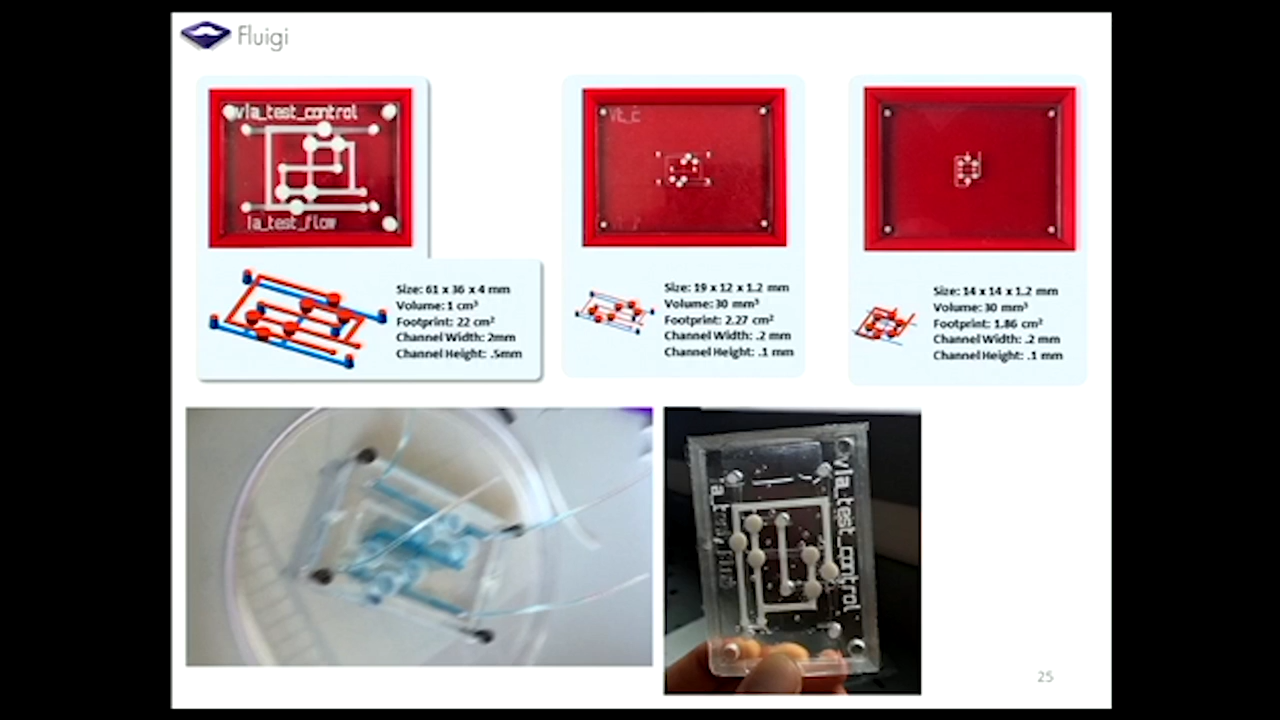 Fluigi
vla_test_control
la_test_flow
Size: 61 x 36 x 4 mm
Volume: 1 cm³
Footprint: 22 cm²
Channel Width: 2mm
Channel Height: .5mm
Size: 19 x 12 x 1.2 mm
Volume: 30 mm³
Footprint: 2.27 cm²
Channel Width: .2 mm
Channel Height: .1 mm
Size: 14 x 14 x 1.2 mm
Volume: 30 mm³
Footprint: 1.86 cm²
Channel Width: .2 mm
Channel Height: .1 mm
vla_test_control
25